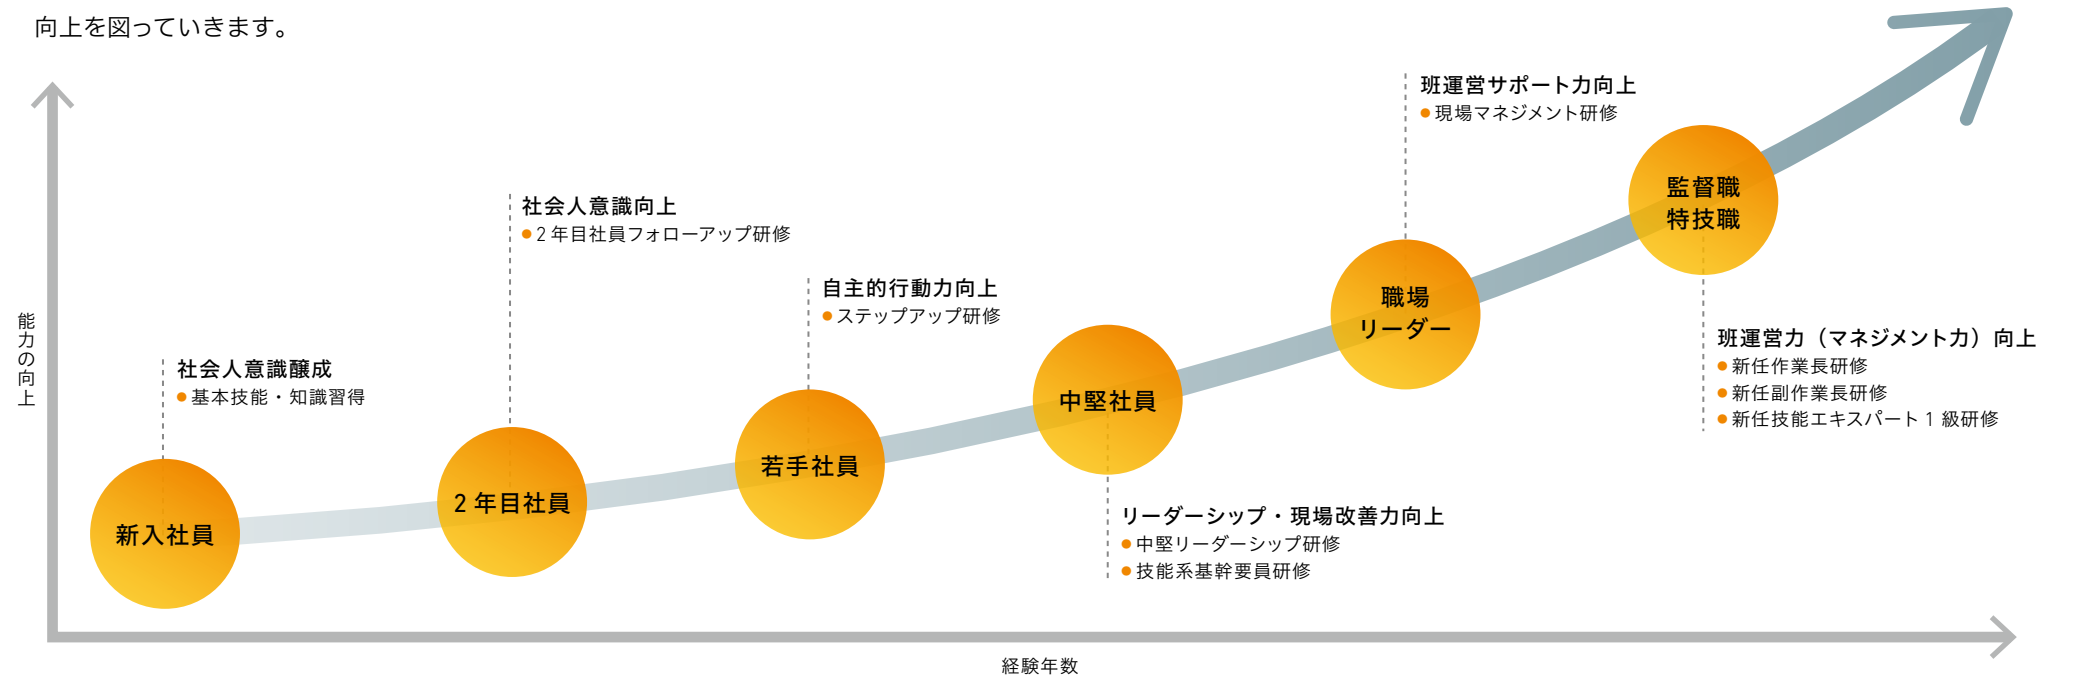 向上を図っていきます。
能力の向上
新入社員
社会人意識醸成
●基本技能・知識習得
2年目社員
社会人意識向上
●2年目社員フォローアップ研修
若手社員
自主的行動力向上
●ステップアップ研修
中堅社員
リーダーシップ・現場改善力向上
●中堅リーダーシップ研修
●技能系基幹要員研修
職場
リーダー
班運営サポート力向上
●現場マネジメント研修
監督職
特技職
班運営力（マネジメント力）向上
●新任作業長研修
●新任副作業長研修
●新任技能エキスパート1級研修
経験年数